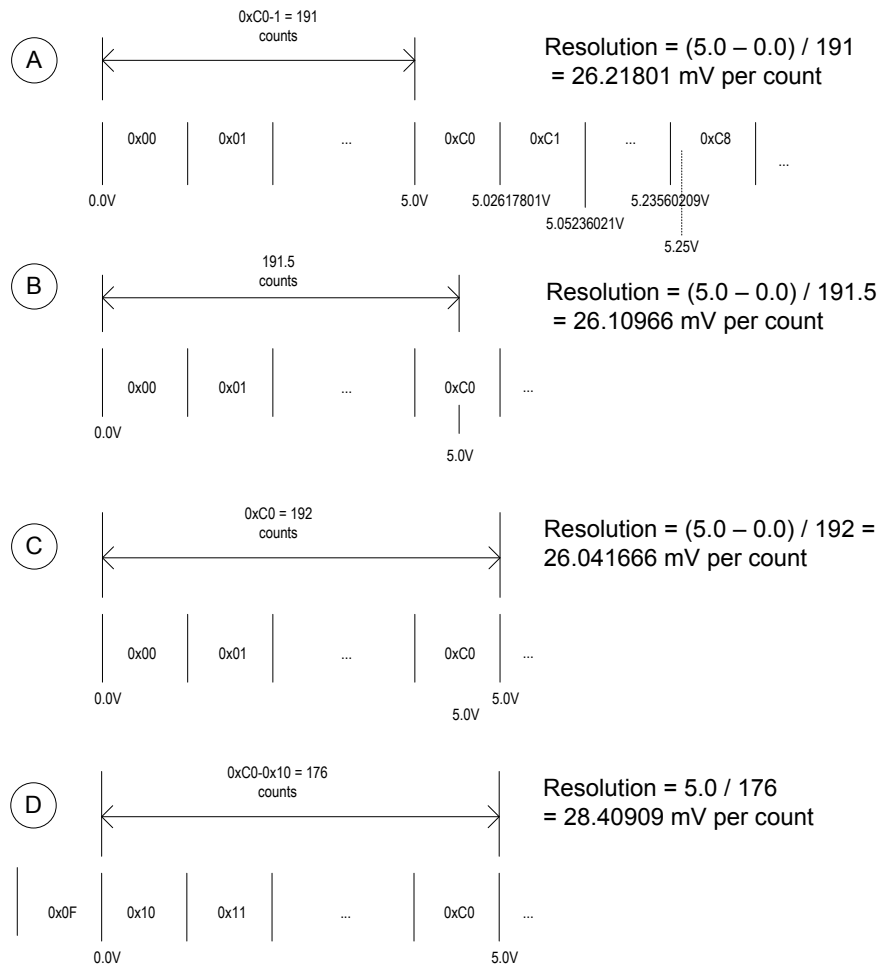 0xC0-1 = 191
counts
A
Resolution = (5.0 – 0.0) / 191
= 26.21801 mV per count
0x00 0x01 ... 0xC0 0xC1 ... 0xC8 ...
0.0V 5.0V 5.02617801V 5.23560209V
5.05236021V
5.25V
191.5
counts
B
Resolution = (5.0 – 0.0) / 191.5
= 26.10966 mV per count
0x00 0x01 ... 0xC0 ...
0.0V
5.0V
0xC0 = 192
counts
C
Resolution = (5.0 – 0.0) / 192 =
26.041666 mV per count
0x00 0x01 ... 0xC0 ...
0.0V 5.0V
5.0V
0xC0-0x10 = 176
counts
D
Resolution = 5.0 / 176
= 28.40909 mV per count
0x0F 0x10 0x11 ... 0xC0 ...
0.0V 5.0V